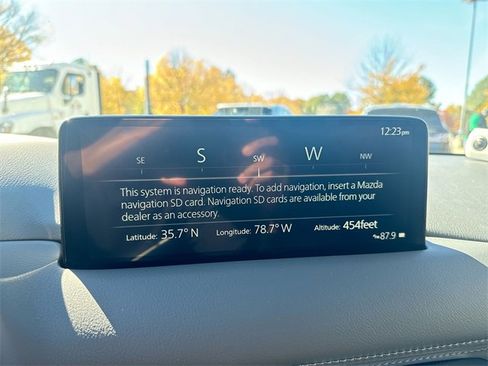 12:23pm
SE S SW W NW
This system is navigation ready. To add navigation, insert a Mazda
navigation SD card. Navigation SD cards are available from your
dealer as an accessory.
Latitude: 35.7° N Longitude: 78.7° W Altitude: 454feet
87.9